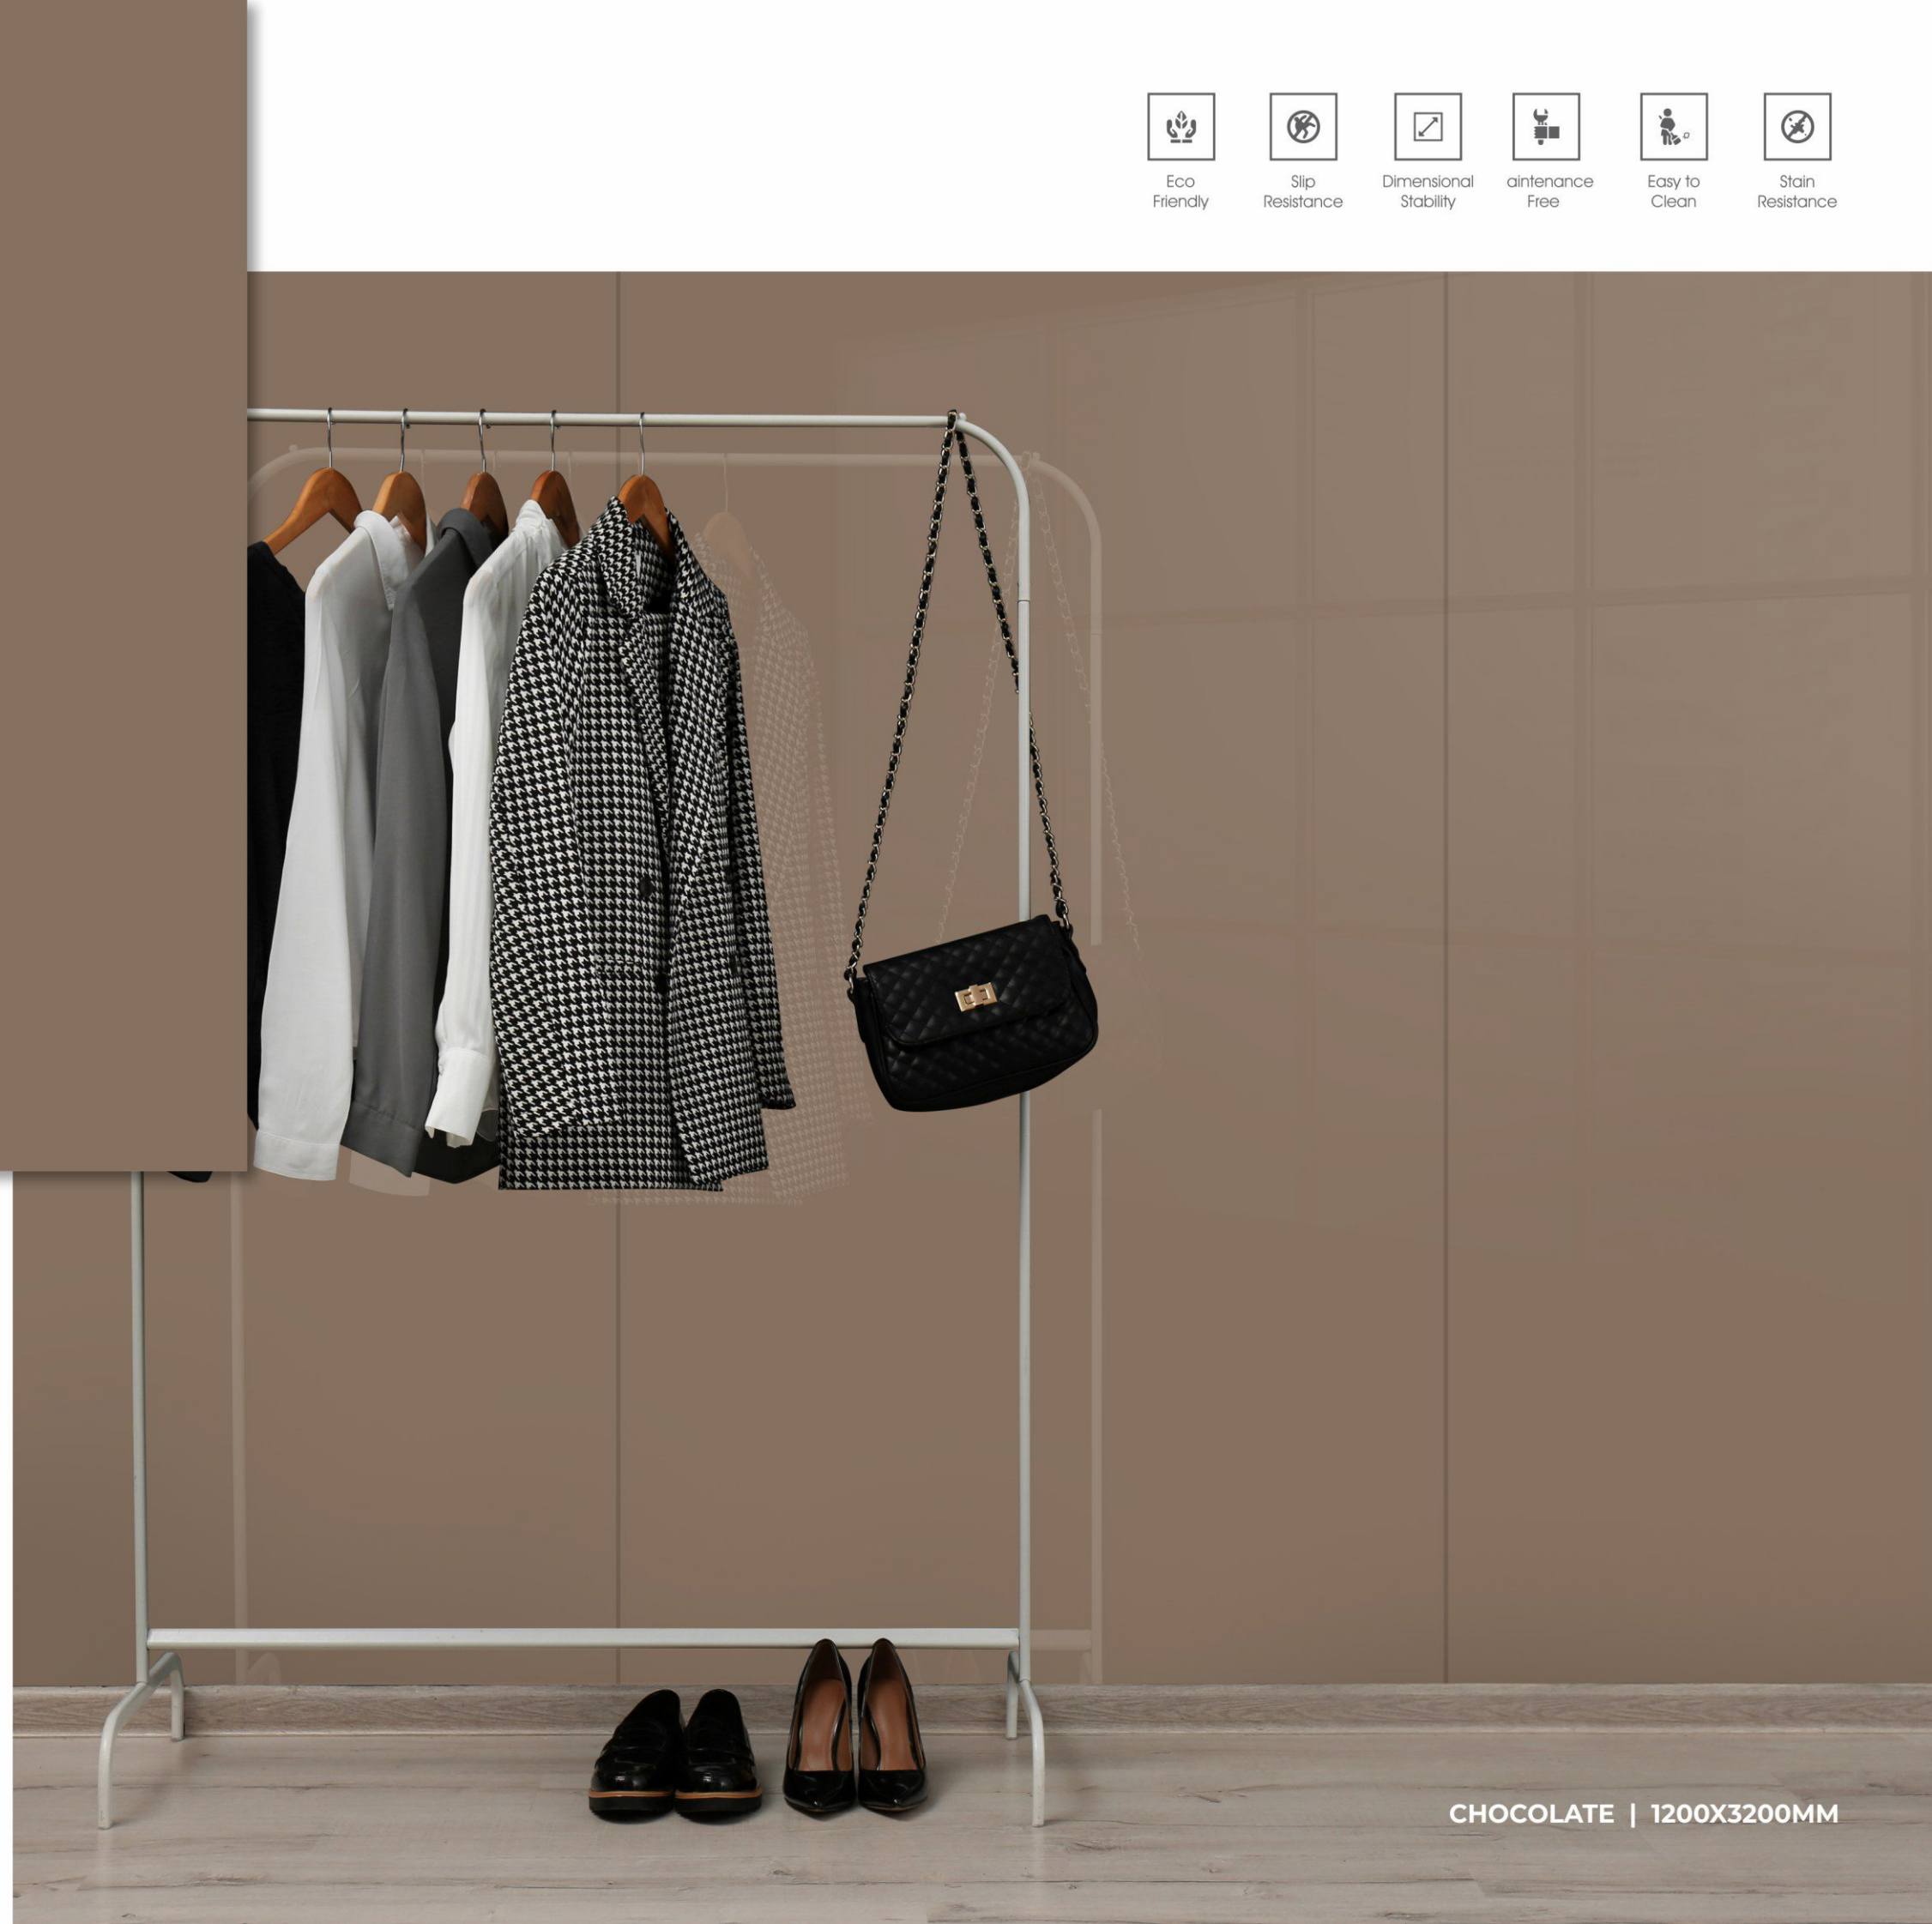 Eco
Friendly
Slip
Resistance
Dimensional
Stability
aintenance
Free
Easy to
Clean
Stain
Resistance
CHOCOLATE | 1200X3200MM